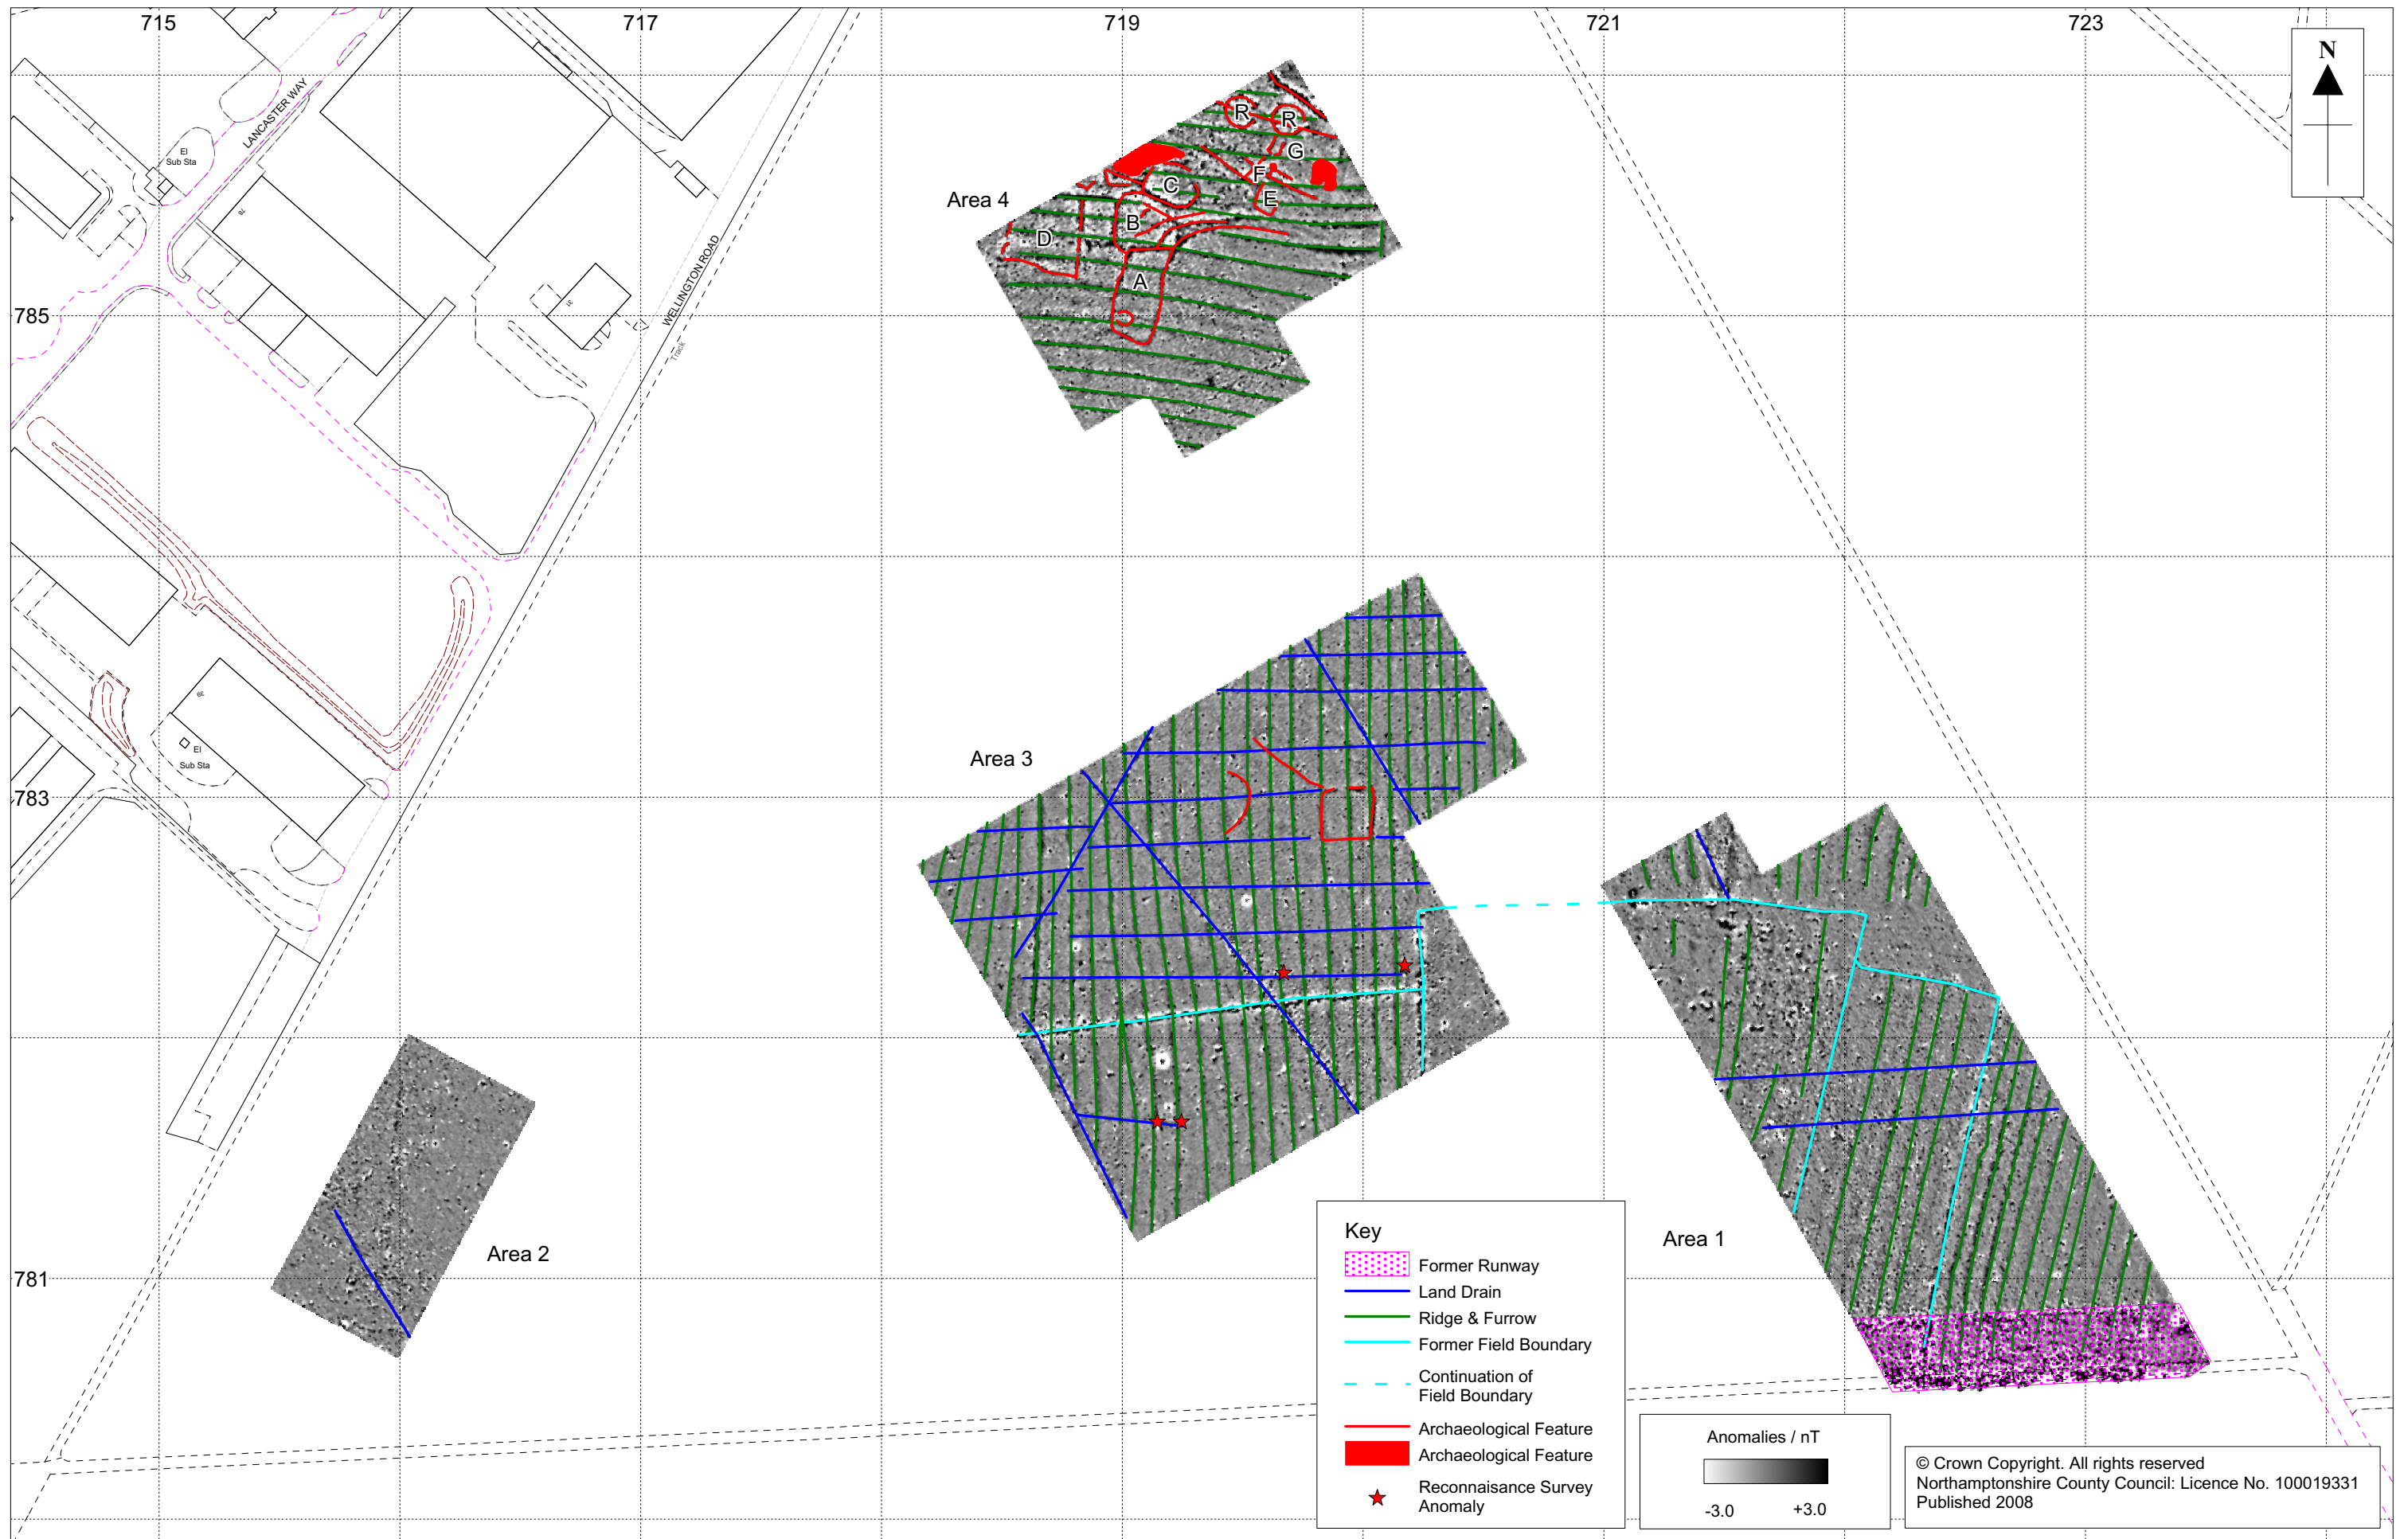 715
717
719
721
723
N
LANCASTER WAY
El
Sub Sta
78
WELLINGTON ROAD
Track
31
Area 4
R
R
G
F
E
C
B
D
A
785
Area 3
783
39
El
Sub Sta
Area 2
Area 1
781
Key
Former Runway
Land Drain
Ridge & Furrow
Former Field Boundary
Continuation of
Field Boundary
Archaeological Feature
Archaeological Feature
Reconnaisance Survey
Anomaly
Anomalies / nT
-3.0 +3.0
© Crown Copyright. All rights reserved
Northamptonshire County Council: Licence No. 100019331
Published 2008